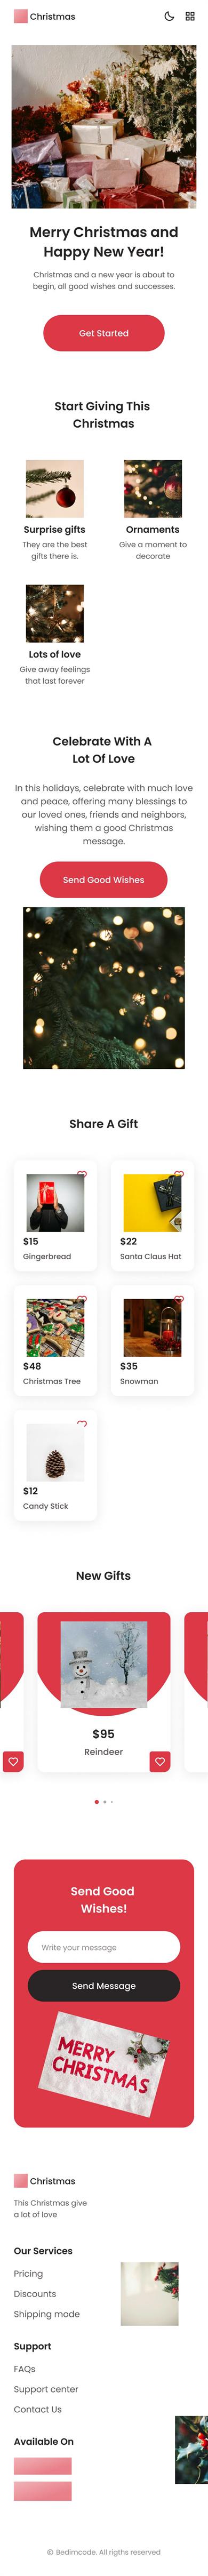 Christmas
Merry Christmas and
Happy New Year!
Christmas and a new year is about to
begin, all good wishes and successes.
Get Started
Start Giving This
Christmas
Surprise gifts
They are the best
gifts there is.
Ornaments
Give a moment to
decorate
Lots of love
Give away feelings
that last forever
Celebrate With A
Lot Of Love
In this holidays, celebrate with much love
and peace, offering many blessings to
our loved ones, friends and neighbors,
wishing them a good Christmas
message.
Send Good Wishes
Share A Gift
$15
Gingerbread
$22
Santa Claus Hat
$48
Christmas Tree
$35
Snowman
$12
Candy Stick
New Gifts
$95
Reindeer
Send Good
Wishes!
Write your message
Send Message
MERRY
CHRISTMAS
Christmas
This Christmas give
a lot of love
Our Services
Pricing
Discounts
Shipping mode
Support
FAQs
Support center
Contact Us
Available On
© Bedimcode. All rigths reserved